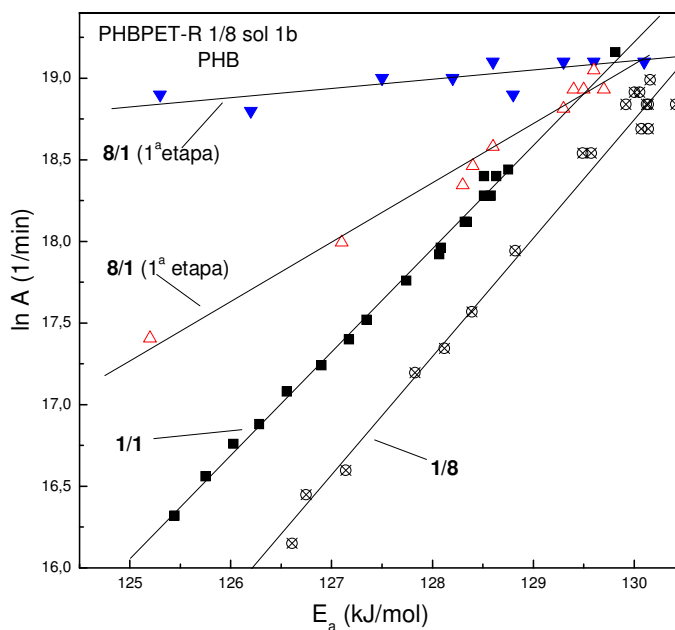 PHBPET-R 1/8 sol 1b
PHB
19,0
8/1 (1ªetapa)
18,5
18,0
8/1 (1ª etapa)
17,5
17,0
1/1
1/8
16,5
16,0
ln A (1/min)
125 126 127 128 129 130
Eₐ (kJ/mol)